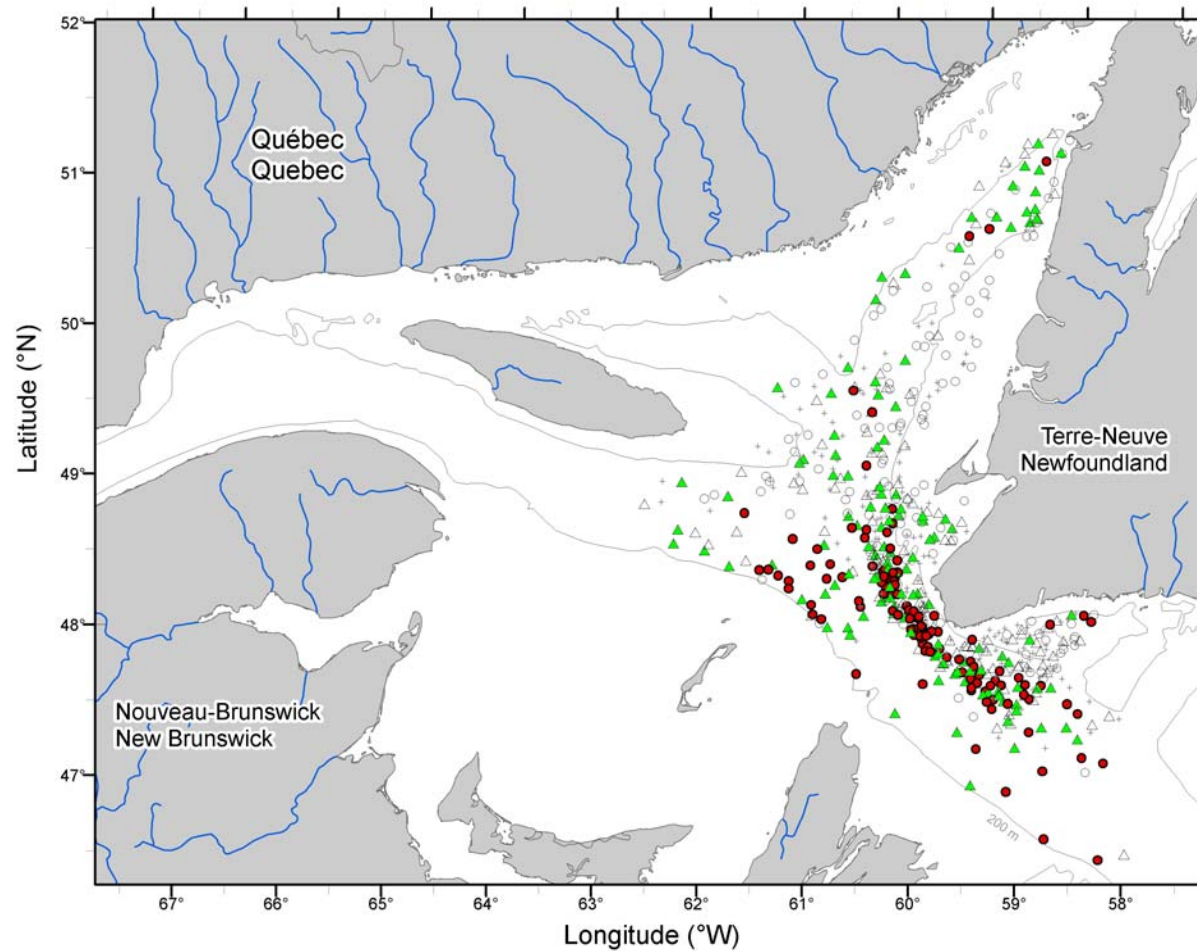 52°
Québec
Quebec
51°
50°
Latitude (°N)
Terre-Neuve
Newfoundland
49°
48°
Nouveau-Brunswick
New Brunswick
47°
200 m
67°
66°
65°
64°
63°
62°
61°
60°
59°
58°
Longitude (°W)